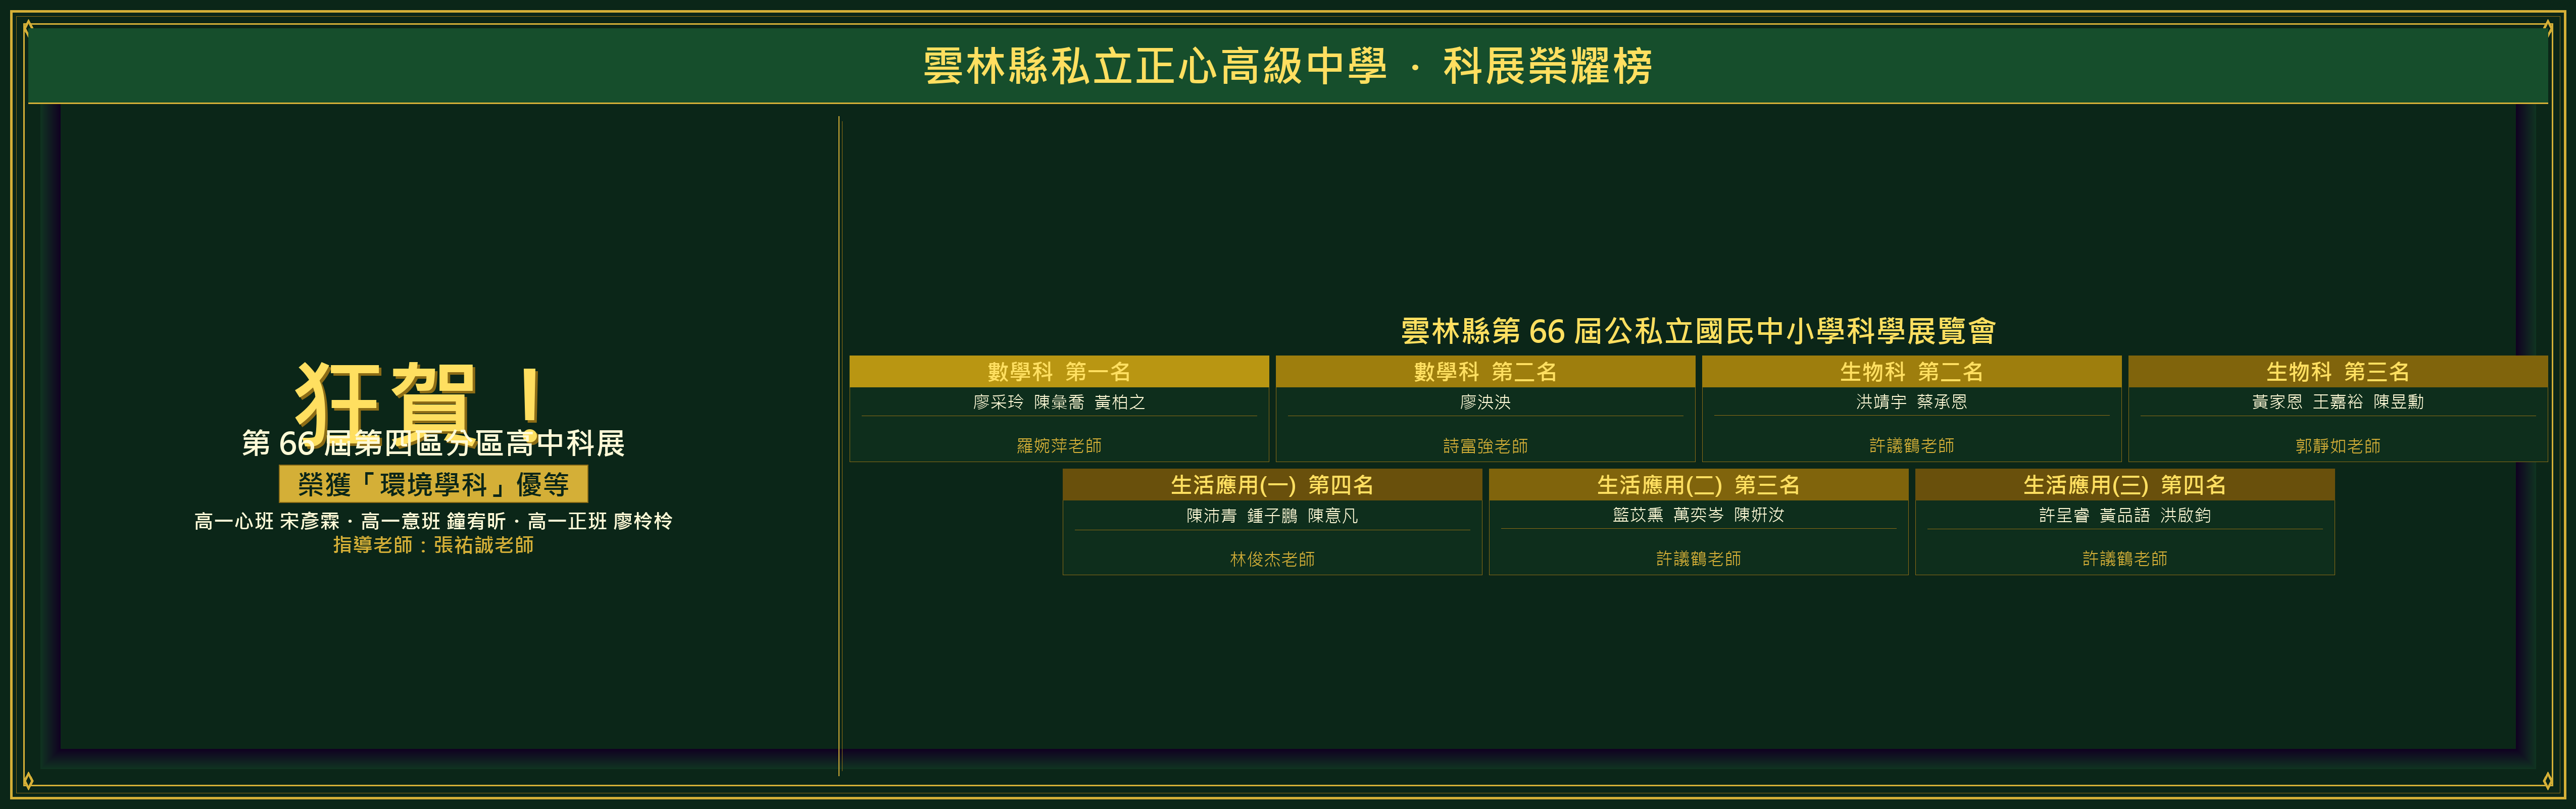 雲林縣私立正心高級中學 · 科展榮耀榜
狂賀！
第 66 屆第四區分區高中科展
榮獲「環境學科」優等
高一心班 宋彥霖 · 高一意班 鐘宥昕 · 高一正班 廖柃柃
指導老師：張祐誠老師
雲林縣第 66 屆公私立國民中小學科學展覽會
數學科 第一名
廖采玲 陳彙喬 黃柏之
羅婉萍老師
數學科 第二名
廖泱泱
詩富強老師
生物科 第二名
洪靖宇 蔡承恩
許議鶴老師
生物科 第三名
黃家恩 王嘉裕 陳昱勳
郭靜如老師
生活應用(一) 第四名
陳沛青 鍾子鵬 陳意凡
林俊杰老師
生活應用(二) 第三名
籃苡熏 萬奕岑 陳妍汝
許議鶴老師
生活應用(三) 第四名
許呈睿 黃品語 洪啟鈞
許議鶴老師